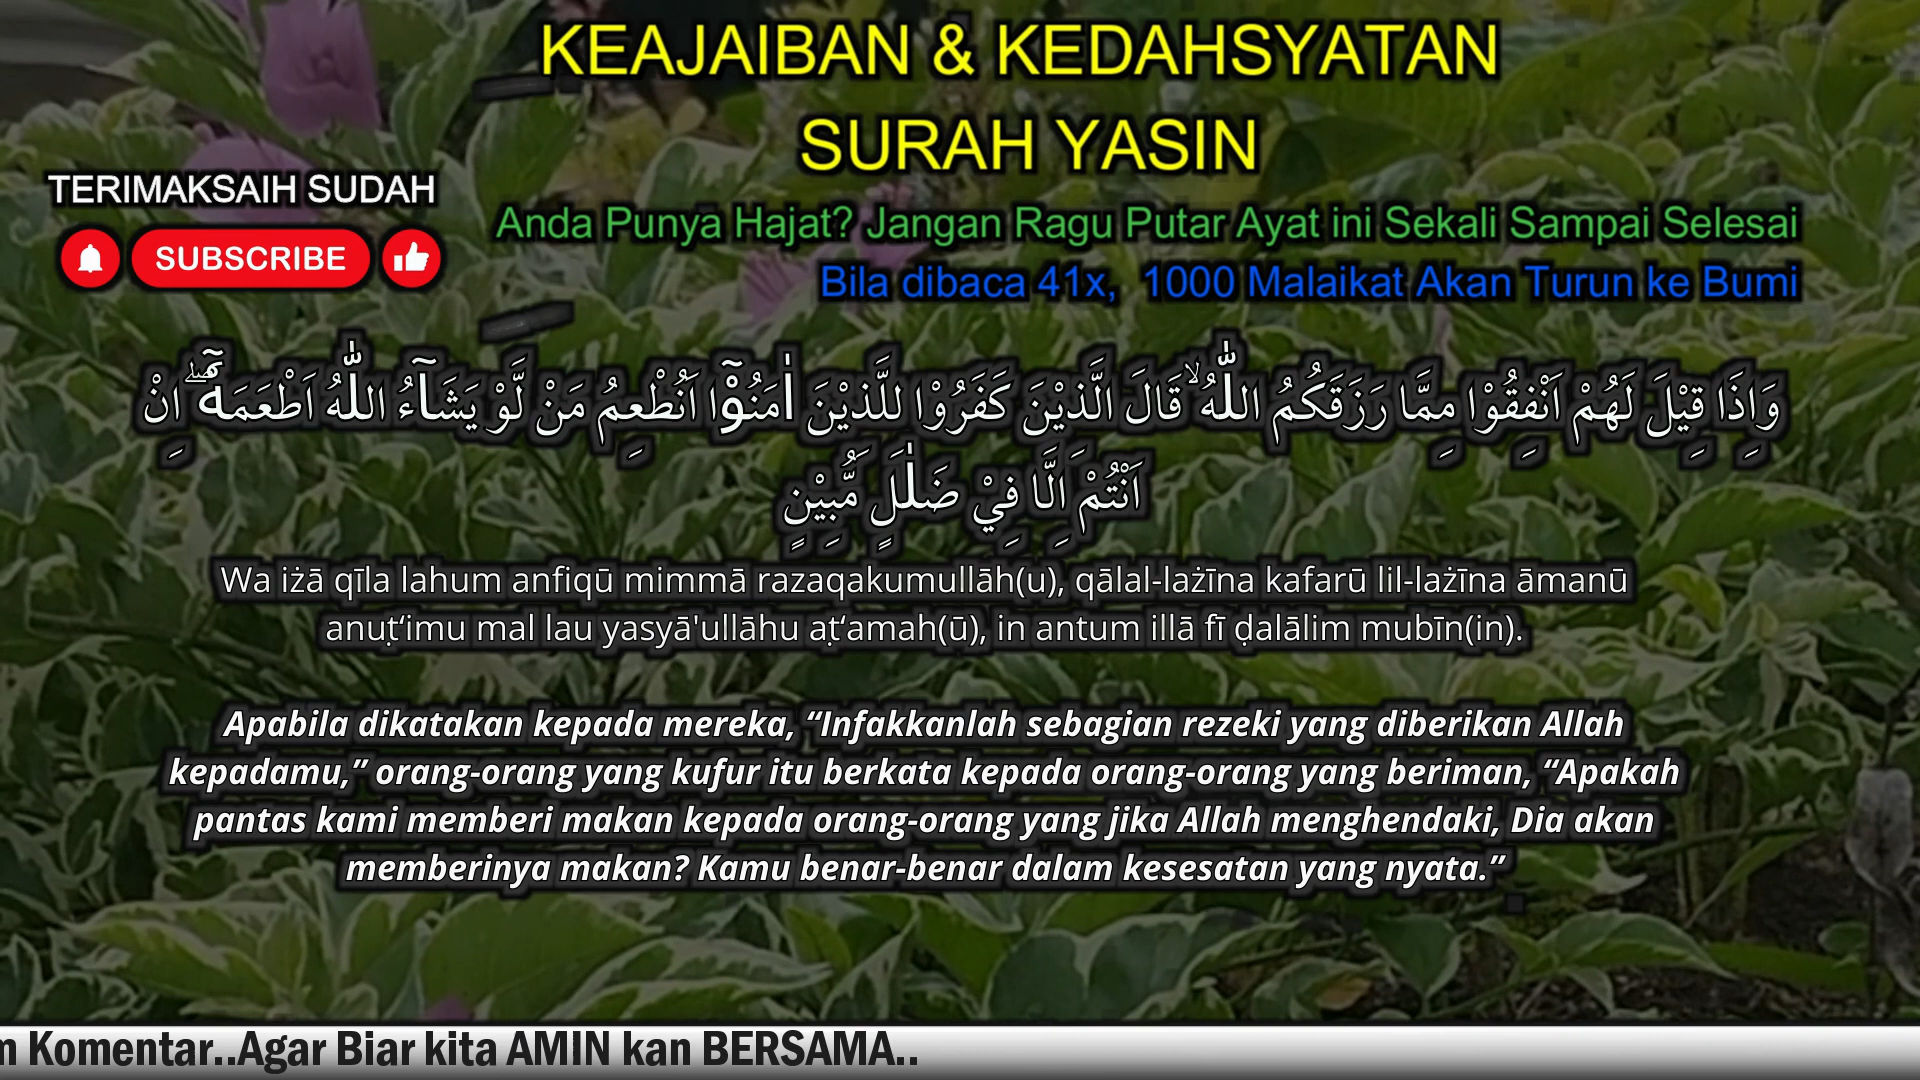 KEAJAIBAN & KEDAHSYATAN
SURAH YASIN
TERIMAKSAIH SUDAH
SUBSCRIBE
Anda Punya Hajat? Jangan Ragu Putar Ayat ini Sekali Sampai Selesai
Bila dibaca 41x, 1000 Malaikat Akan Turun ke Bumi
وَاِذَا قِيْلَ لَهُمْ اَنْفِقُوْا مِمَّا رَزَقَكُمُ اللّٰهُ ۙقَالَ الَّذِيْنَ كَفَرُوْا لِلَّذِيْنَ اٰمَنُوْٓا اَنُطْعِمُ مَنْ لَّوْ يَشَاۤءُ اللّٰهُ اَطْعَمَهٗٓ ۖاِنْ
اَنْتُمْ اِلَّا فِيْ ضَلٰلٍ مُّبِيْنٍ
Wa iżā qīla lahum anfiqū mimmā razaqakumullāh(u), qālal-lażīna kafarū lil-lażīna āmanū
anuṭ‘imu mal lau yasyā'ullāhu aṭ‘amah(ū), in antum illā fī ḍalālim mubīn(in).
Apabila dikatakan kepada mereka, “Infakkanlah sebagian rezeki yang diberikan Allah
kepadamu,” orang-orang yang kufur itu berkata kepada orang-orang yang beriman, “Apakah
pantas kami memberi makan kepada orang-orang yang jika Allah menghendaki, Dia akan
memberinya makan? Kamu benar-benar dalam kesesatan yang nyata.”
Komentar..Agar Biar kita AMIN kan BERSAMA..